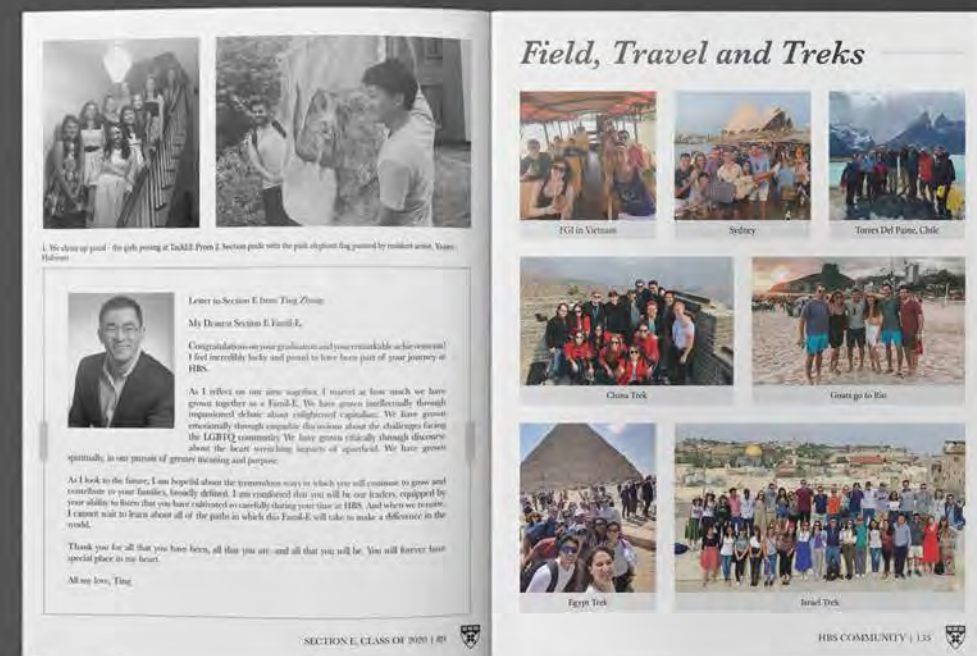 1. We clean up good - the girls posing at TacklE Prom 2. Section pride with the pink elephant flag painted by resident artist, Yanav
Letter to Section E from Ting Zhang
My Dearest Section E Famil-E,
Congratulations on your graduation and your remarkable achievements!
I feel incredibly lucky and proud to have been part of your journey at
HBS.
As I reflect on our time together, I marvel at how much we have
grown together as a Famil-E. We have grown intellectually through
impassioned debate about enlightened capitalism. We have grown
emotionally through empathic discussions about the challenges facing
the LGBTQ community. We have grown ethically through discourse
about the heart wrenching impacts of apartheid. We have grown
spiritually, in our pursuit of greater meaning and purpose.
As I look to the future, I am hopeful about the tremendous ways in which you will continue to grow and
contribute to your families, broadly defined. I am comforted that you will be our leaders, equipped by
your ability to listen that you have cultivated so carefully during your time at HBS. And when we reunite,
I cannot wait to learn about all of the paths in which this Famil-E will take to make a difference in the
world.
Thank you for all that you have been, all that you are and all that you will be. You will forever have
special place in my heart.
All my love, Ting
SECTION E, CLASS OF 2020 |
Field, Travel and Treks
FGI in Vietnam
Sydney
Torres Del Paine, Chile
China Trek
Goats go to Rio
Egypt Trek
Israel Trek
HBS COMMUNITY | 135